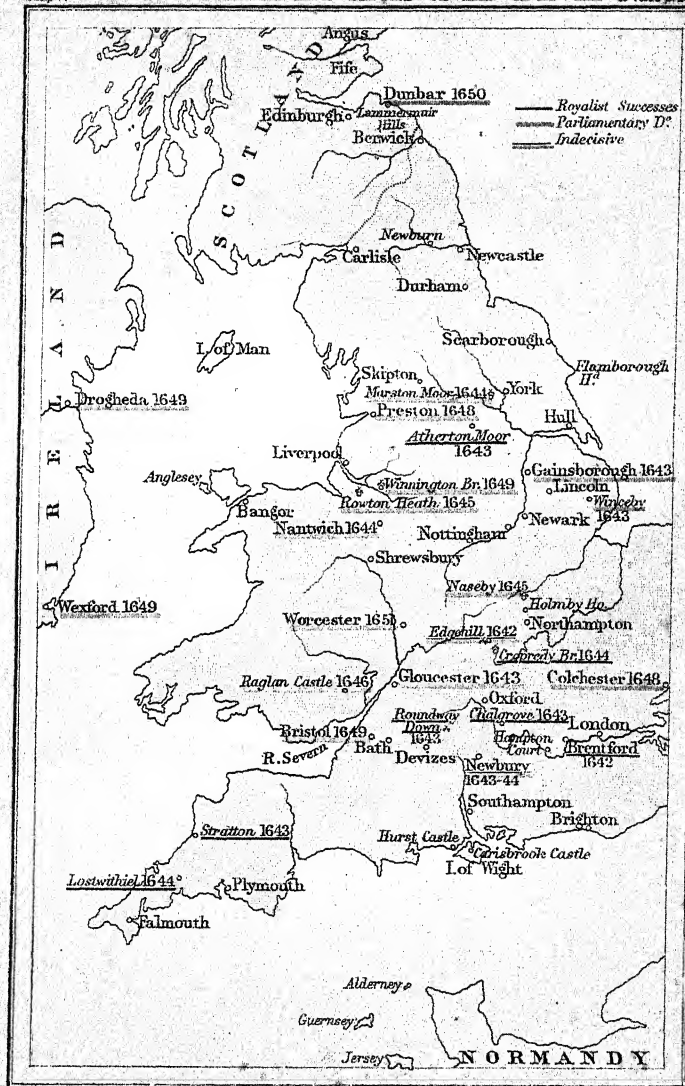 Angus
Fife
SCOTLAND
Dunbar 1650
Edinburgh
Lammermuir
Hills
Berwick
Royalist Successes
Parliamentary Dº.
Indecisive
Newburn
Carlisle
Newcastle
Durham
I. of Man
Scarborough
Flamborough
Hd.
Skipton
Marston Moor 1644
York
Preston 1648
Hull
Atherton Moor
1643
IRELAND
Drogheda 1649
Liverpool
Gainsborough 1643
Lincoln
Winceby
1643
Anglesey
Winnington Br. 1649
Rowton Heath. 1645
Bangor
Nantwich 1644
Nottingham
Newark
Shrewsbury
Naseby 1645
Holmby Ho.
Wexford 1649
Worcester 1651
Northampton
Edgehill 1642
Cropredy Br. 1644
Raglan Castle 1646
Gloucester 1643
Colchester 1648
Oxford
Roundway
Down
1643
Chalgrove 1643
London
Bristol 1649
Hampton
Court
Brentford
1642
Bath
Devizes
R. Severn
Newbury
1643-44
Southampton
Brighton
Stratton 1643
Hurst Castle
Carisbrook Castle
I. of Wight
Lostwithiel 1644
Plymouth
Falmouth
Alderney
Guernsey
Jersey
NORMANDY